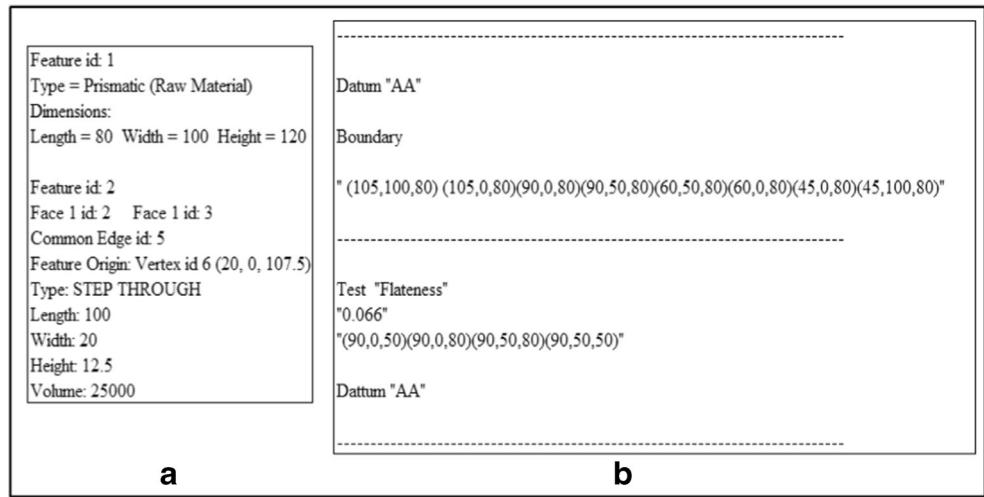 Feature id: 1
Type = Prismatic (Raw Material)
Dimensions:
Length = 80 Width = 100 Height = 120
Feature id: 2
Face 1 id: 2 Face 1 id: 3
Common Edge id: 5
Feature Origin: Vertex id 6 (20, 0, 107.5)
Type: STEP THROUGH
Length: 100
Width: 20
Height: 12.5
Volume: 25000
a
Datum "AA"
Boundary
" (105,100,80) (105,0,80)(90,0,80)(90,50,80)(60,50,80)(60,0,80)(45,0,80)(45,100,80)"
Test "Flateness"
"0.066"
"(90,0,50)(90,0,80)(90,50,80)(90,50,50)"
Dattum "AA"
b